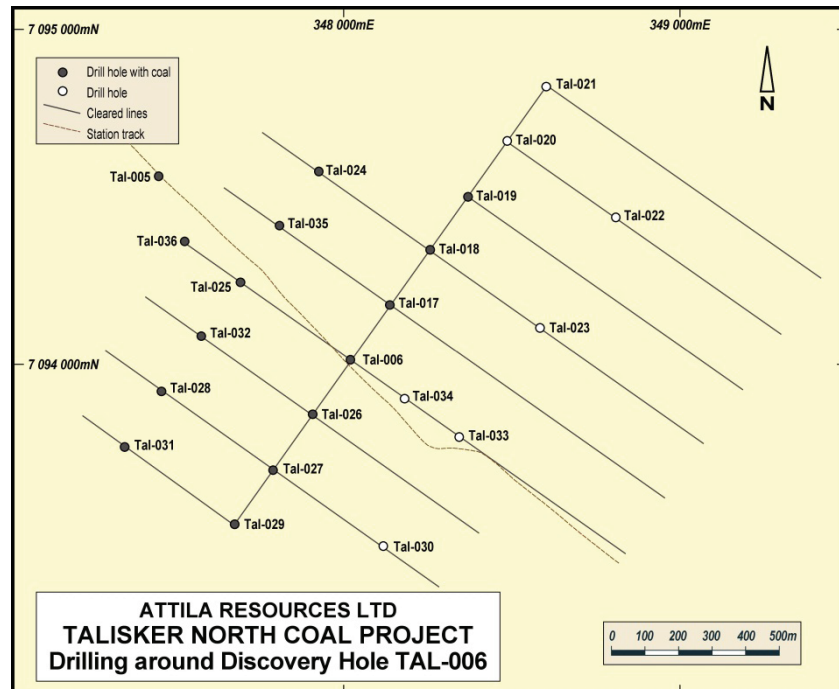 348 000mE
349 000mE
7 095 000mN
Drill hole with coal
Drill hole
Cleared lines
Station track
N
Tal-021
Tal-020
Tal-005
Tal-024
Tal-019
Tal-022
Tal-035
Tal-036
Tal-018
Tal-025
Tal-017
Tal-023
Tal-032
7 094 000mN
Tal-006
Tal-028
Tal-034
Tal-026
Tal-033
Tal-031
Tal-027
Tal-029
Tal-030
ATTILA RESOURCES LTD
TALISKER NORTH COAL PROJECT
Drilling around Discovery Hole TAL-006
0 100 200 300 400 500m